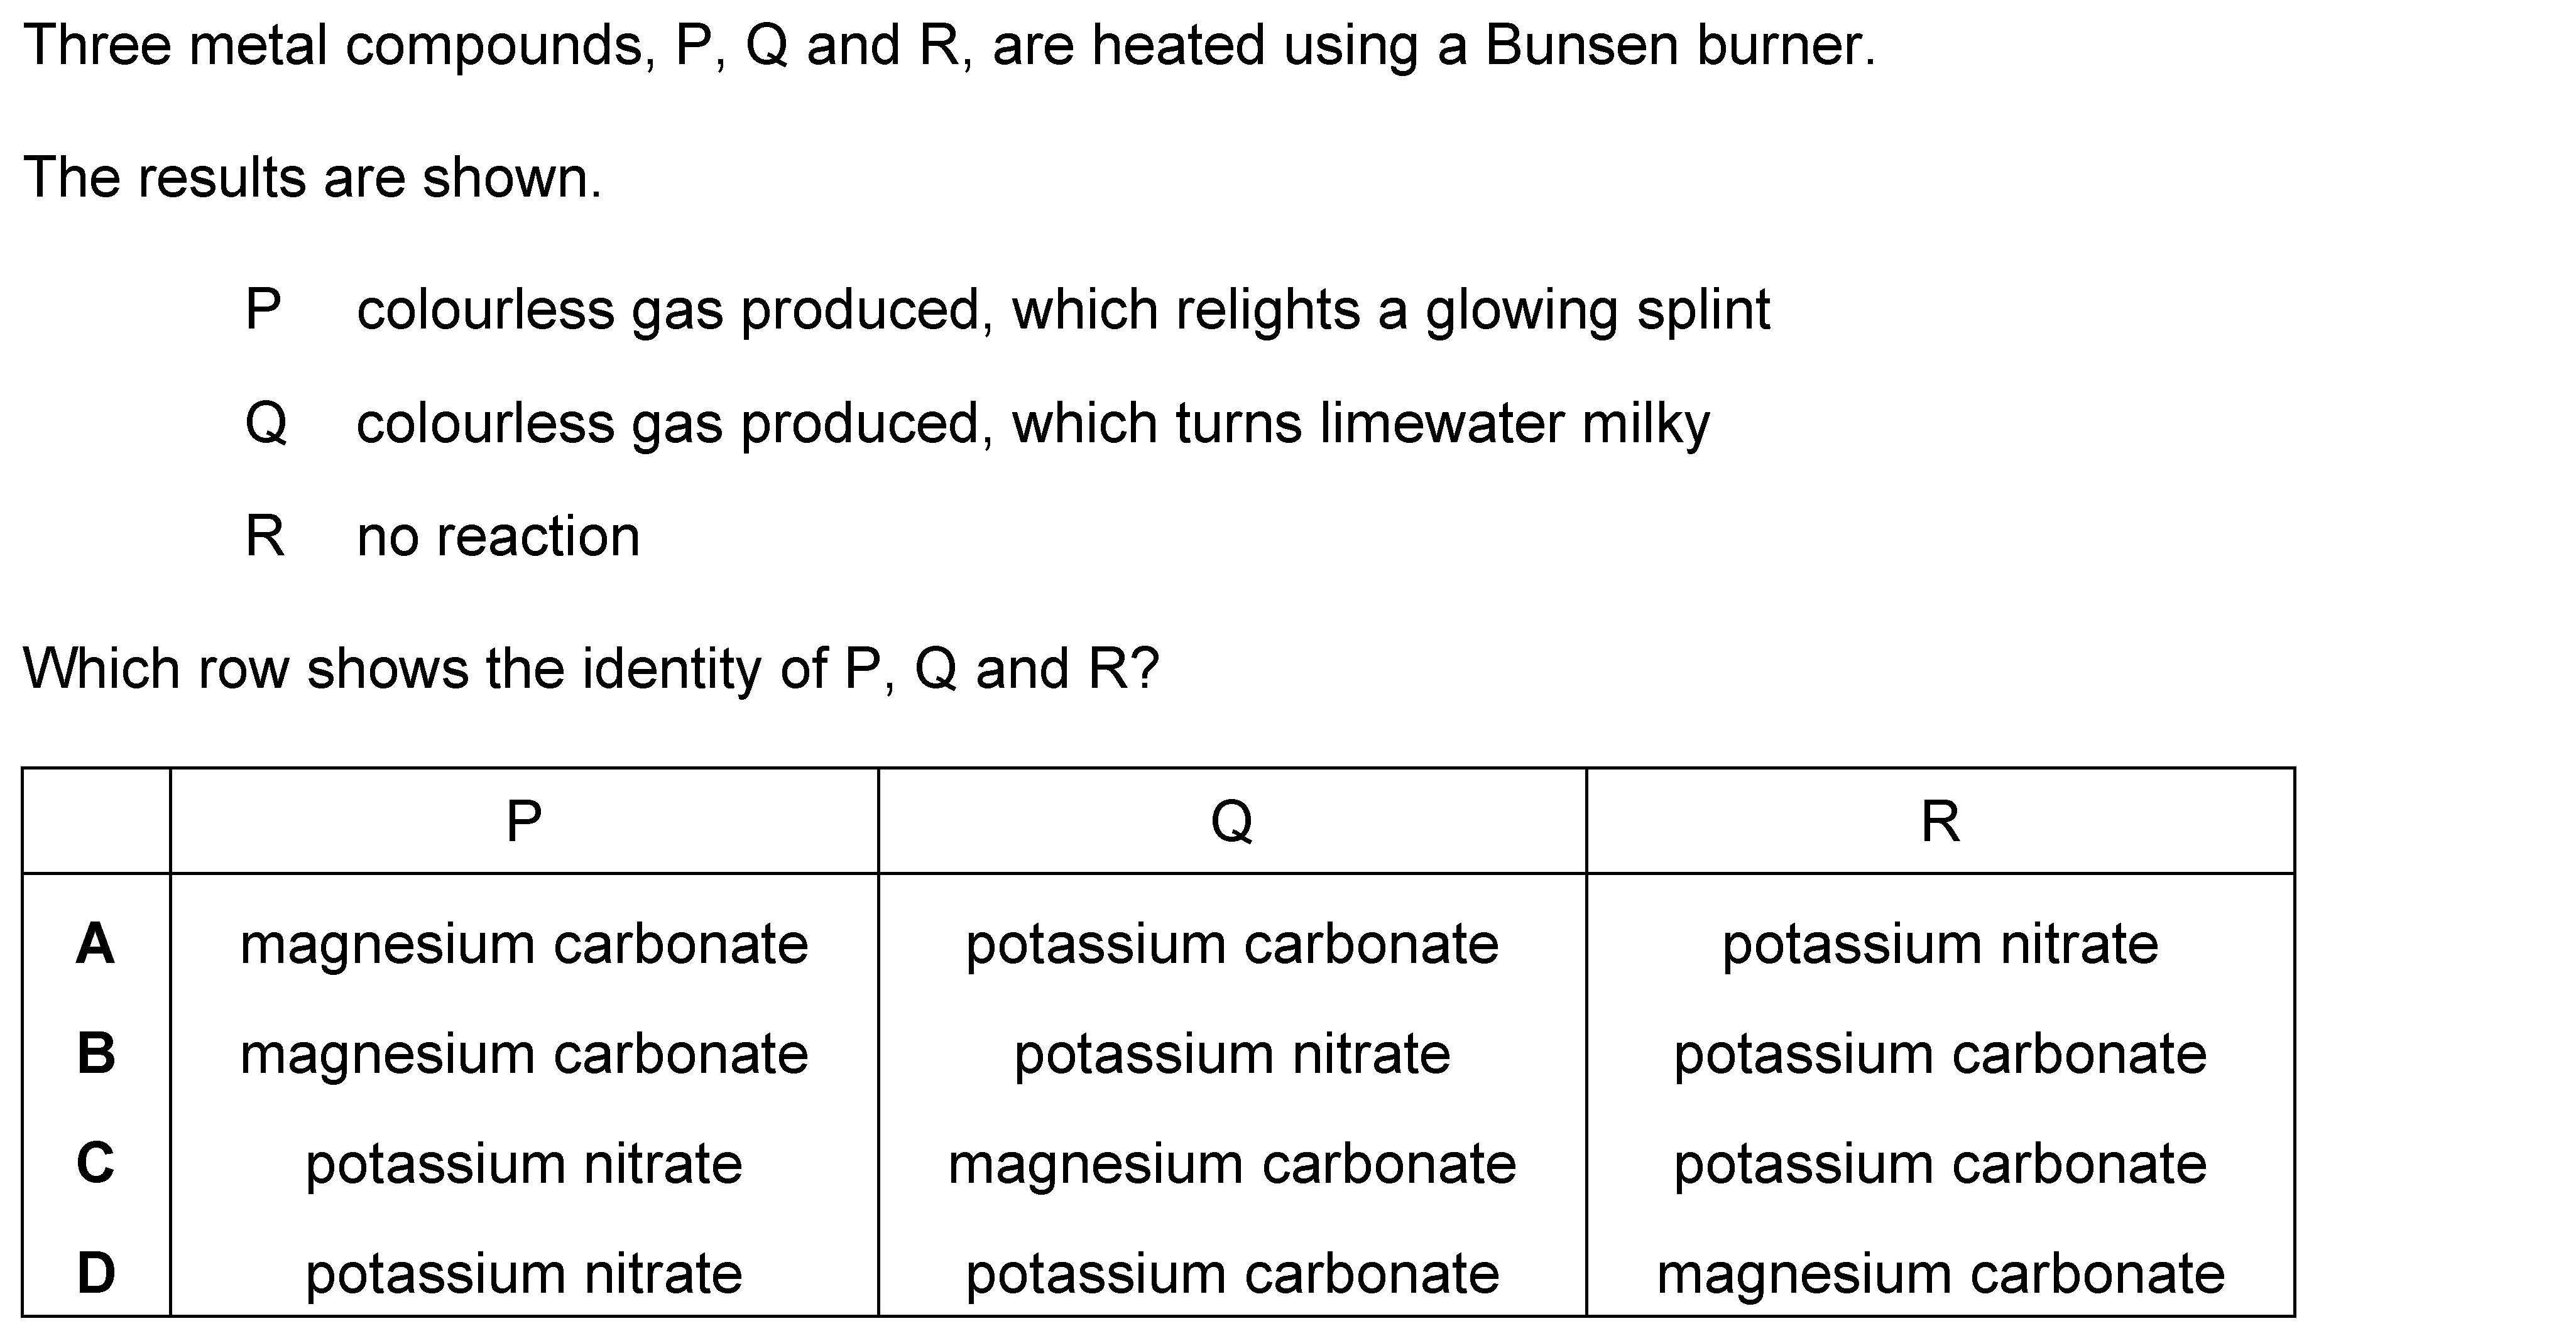 Three metal compounds, P, Q and R, are heated using a Bunsen burner.
The results are shown.
P colourless gas produced, which relights a glowing splint
Q colourless gas produced, which turns limewater milky
R no reaction
Which row shows the identity of P, Q and R?
P Q R
A magnesium carbonate potassium carbonate potassium nitrate
B magnesium carbonate potassium nitrate potassium carbonate
C potassium nitrate magnesium carbonate potassium carbonate
D potassium nitrate potassium carbonate magnesium carbonate